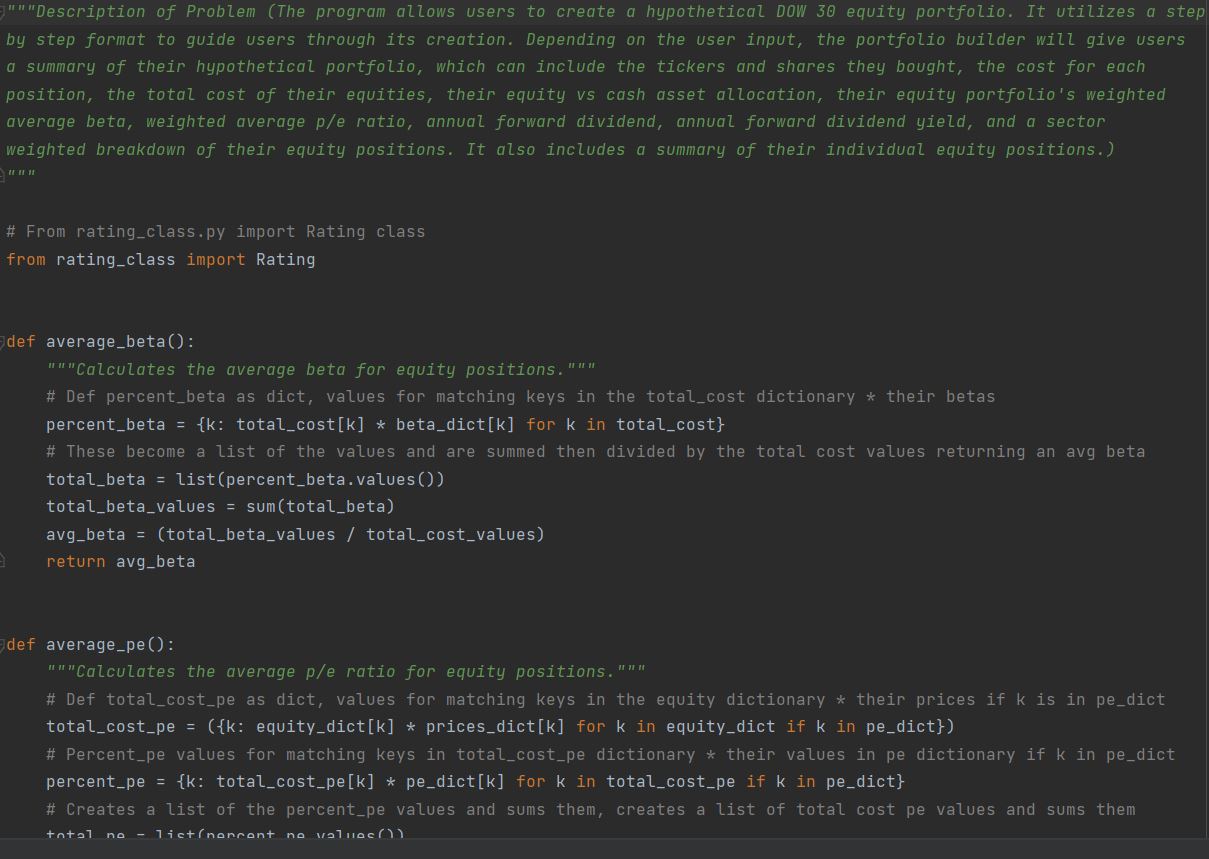 """Description of Problem (The program allows users to create a hypothetical DOW 30 equity portfolio. It utilizes a step
by step format to guide users through its creation. Depending on the user input, the portfolio builder will give users
a summary of their hypothetical portfolio, which can include the tickers and shares they bought, the cost for each
position, the total cost of their equities, their equity vs cash asset allocation, their equity portfolio's weighted
average beta, weighted average p/e ratio, annual forward dividend, annual forward dividend yield, and a sector
weighted breakdown of their equity positions. It also includes a summary of their individual equity positions.)
"""
# From rating_class.py import Rating class
from rating_class import Rating
def average_beta():
    """Calculates the average beta for equity positions."""
    # Def percent_beta as dict, values for matching keys in the total_cost dictionary * their betas
    percent_beta = {k: total_cost[k] * beta_dict[k] for k in total_cost}
    # These become a list of the values and are summed then divided by the total cost values returning an avg beta
    total_beta = list(percent_beta.values())
    total_beta_values = sum(total_beta)
    avg_beta = (total_beta_values / total_cost_values)
    return avg_beta
def average_pe():
    """Calculates the average p/e ratio for equity positions."""
    # Def total_cost_pe as dict, values for matching keys in the equity dictionary * their prices if k is in pe_dict
    total_cost_pe = ({k: equity_dict[k] * prices_dict[k] for k in equity_dict if k in pe_dict})
    # Percent_pe values for matching keys in total_cost_pe dictionary * their values in pe dictionary if k in pe_dict
    percent_pe = {k: total_cost_pe[k] * pe_dict[k] for k in total_cost_pe if k in pe_dict}
    # Creates a list of the percent_pe values and sums them, creates a list of total cost pe values and sums them
    total_pe = list(percent_pe.values())